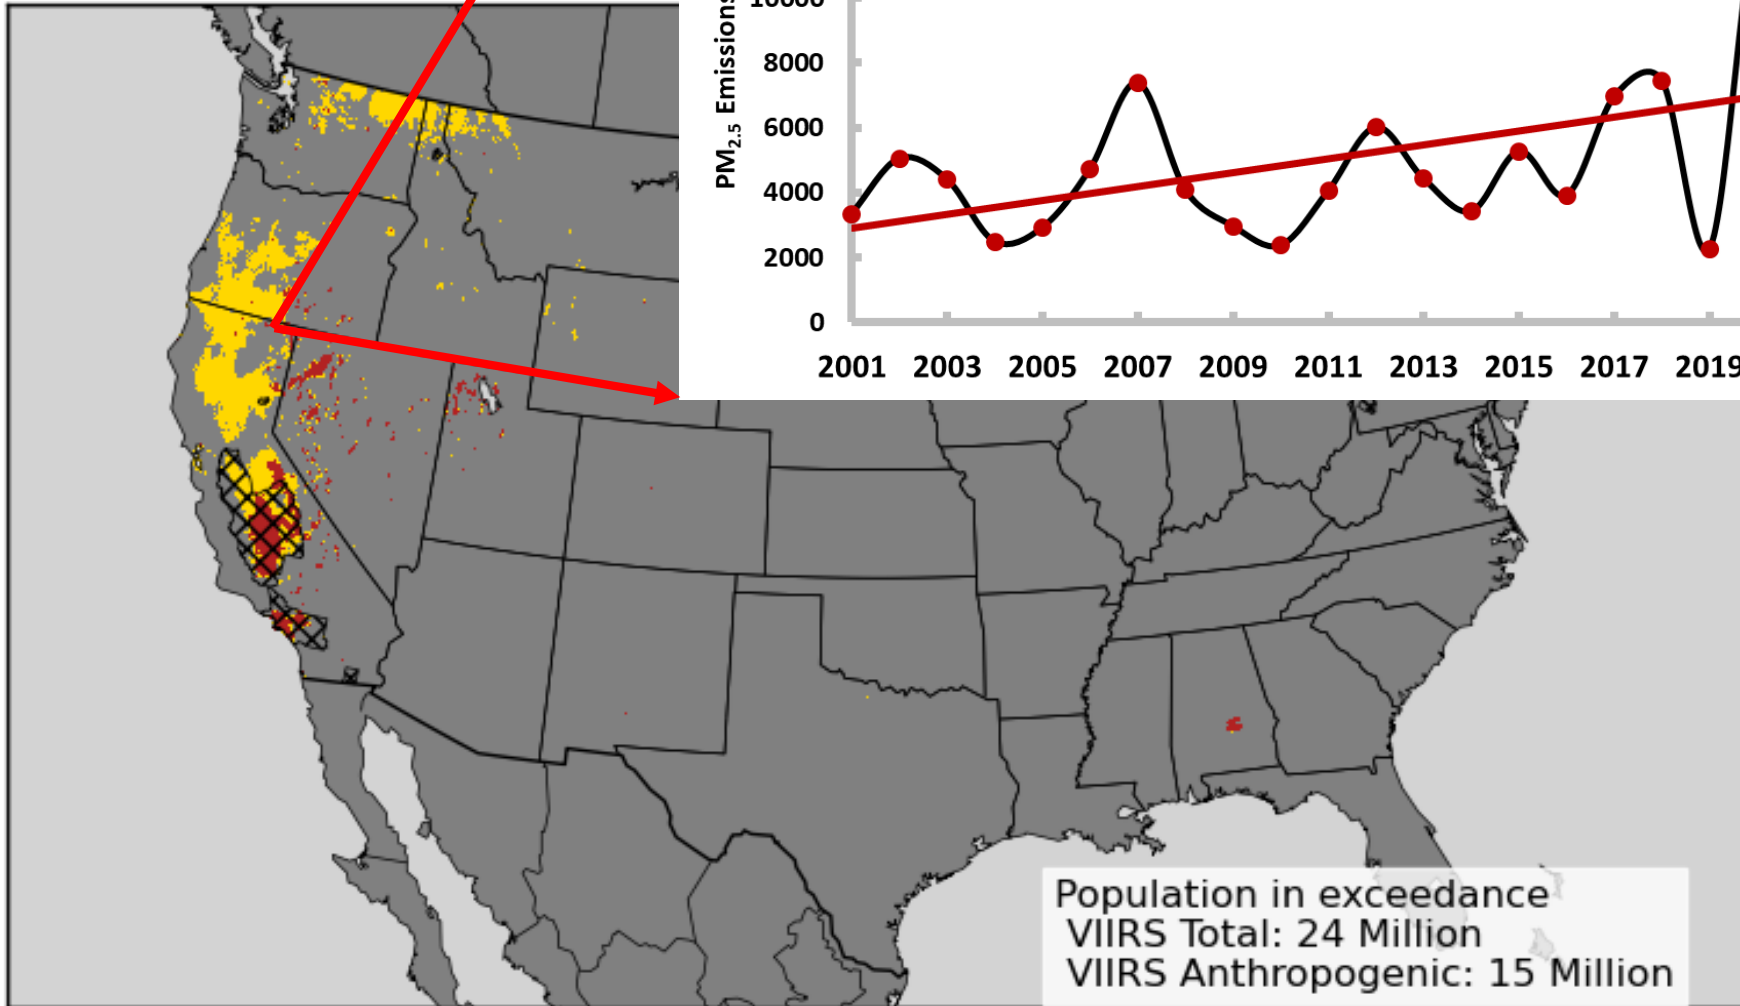 10000
PM2.5 Emissions
8000
6000
4000
2000
0
2001 2003 2005 2007 2009 2011 2013 2015 2017 2019
Population in exceedance
VIIRS Total: 24 Million
VIIRS Anthropogenic: 15 Million